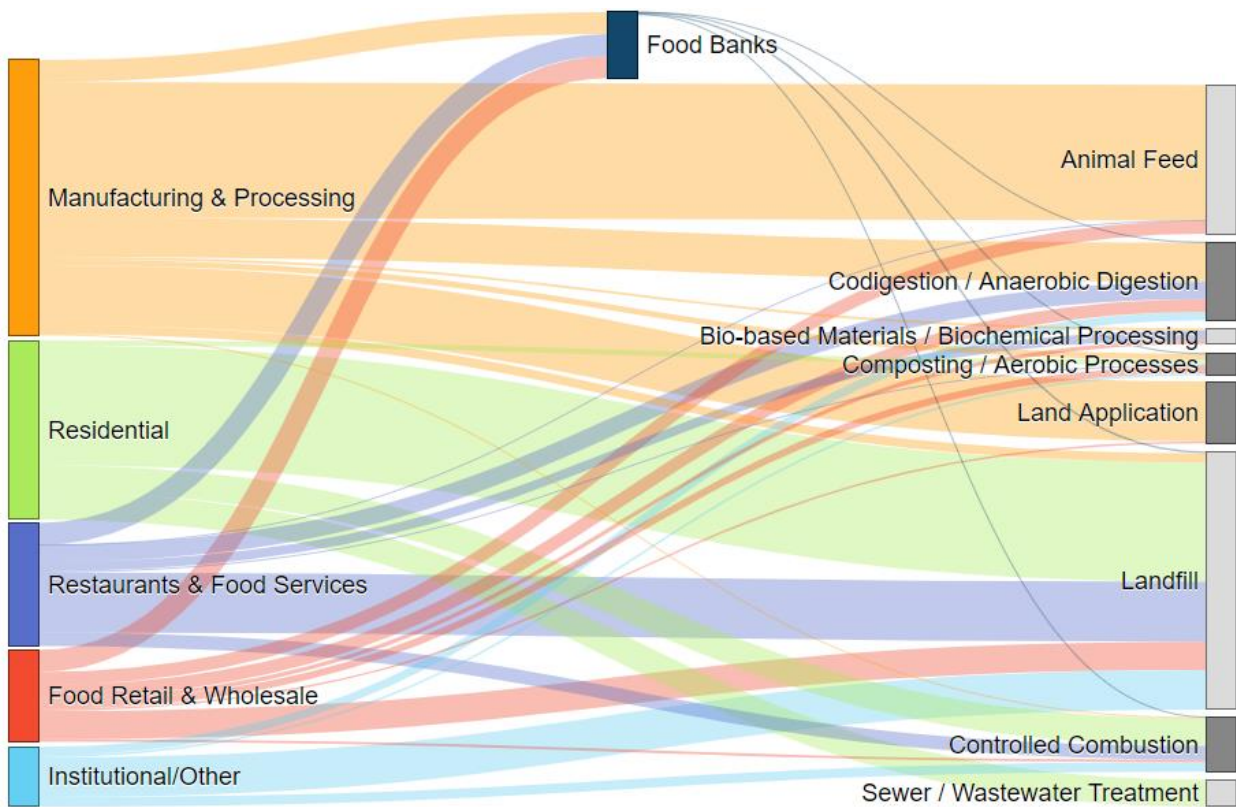 Food Banks
Manufacturing & Processing
Residential
Restaurants & Food Services
Food Retail & Wholesale
Institutional/Other
Animal Feed
Codigestion / Anaerobic Digestion
Bio-based Materials / Biochemical Processing
Composting / Aerobic Processes
Land Application
Landfill
Controlled Combustion
Sewer / Wastewater Treatment